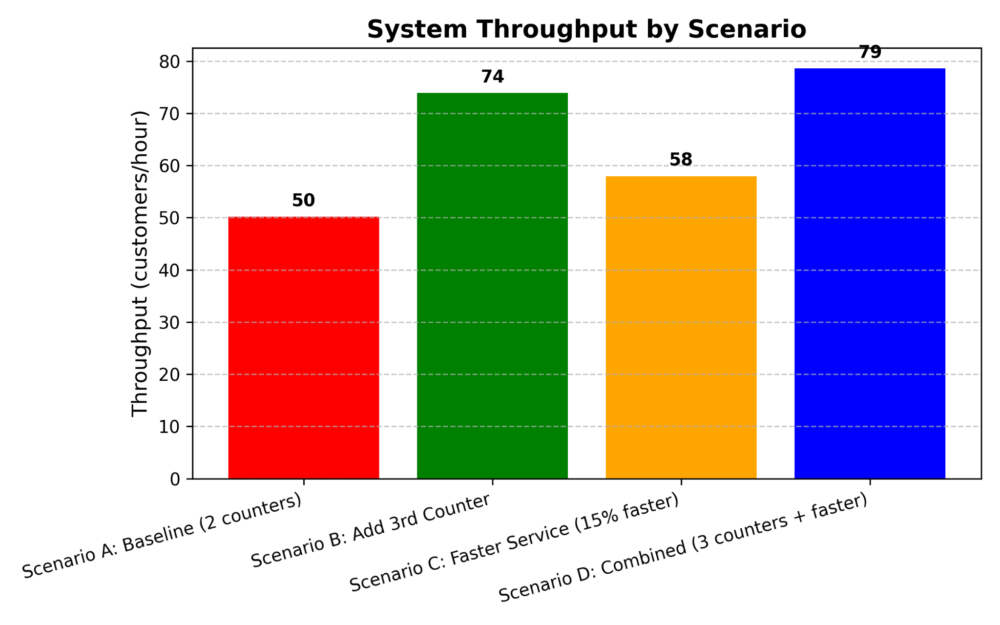 System Throughput by Scenario
Throughput (customers/hour)
80
70
60
50
40
30
20
10
0
50
74
58
79
Scenario A: Baseline (2 counters)
Scenario B: Add 3rd Counter
Scenario C: Faster Service (15% faster)
Scenario D: Combined (3 counters + faster)